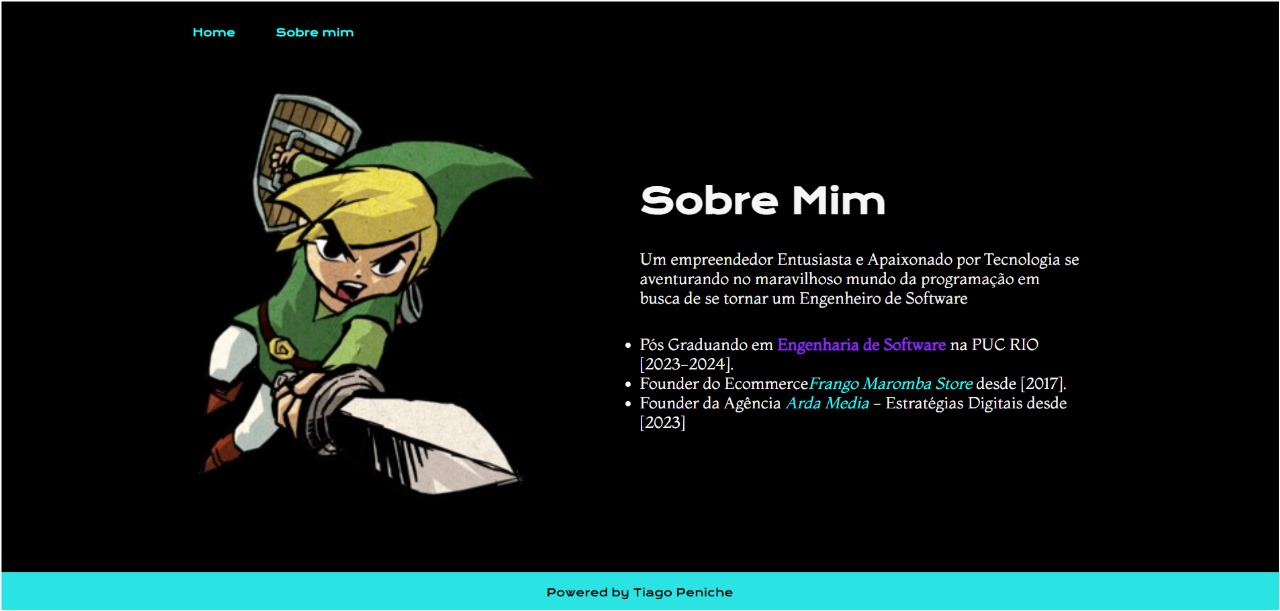 Home Sobre mim
Sobre Mim
Um empreendedor Entusiasta e Apaixonado por Tecnologia se
aventurando no maravilhoso mundo da programação em
busca de se tornar um Engenheiro de Software
• Pós Graduando em Engenharia de Software na PUC RIO
[2023-2024].
• Founder do EcommerceFrango Maromba Store desde [2017].
• Founder da Agência Arda Media - Estratégias Digitais desde
[2023]
Powered by Tiago Peniche